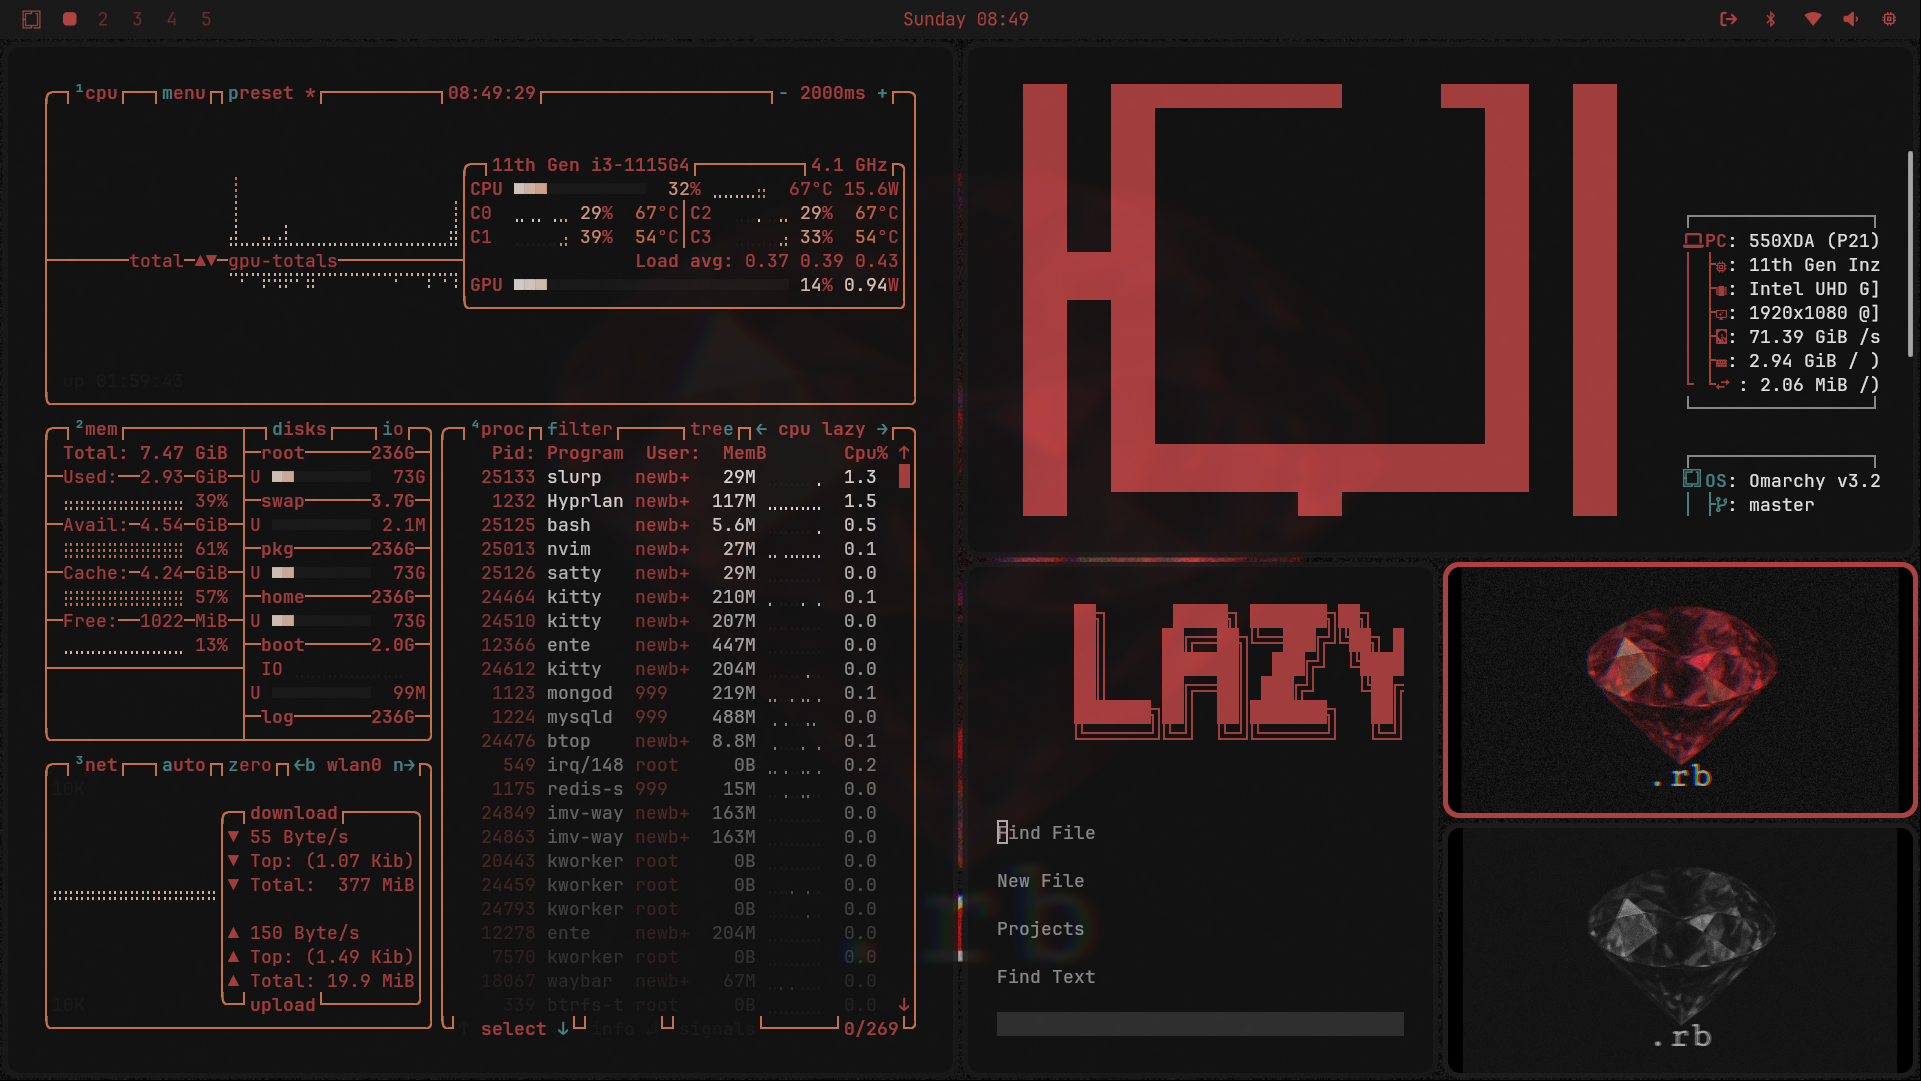 2 3 4 5
Sunday 08:49
1cpu menu preset * 08:49:29 - 2000ms +
11th Gen i3-1115G4 4.1 GHz
CPU 32% 67°C 15.6W
C0 29% 67°C C2 29% 67°C
C1 39% 54°C C3 33% 54°C
total ▲▼ gpu-totals
Load avg: 0.37 0.39 0.43
GPU 14% 0.94W
up 01:59:43
2mem
Total: 7.47 GiB
Used: 2.93 GiB
39%
Avail: 4.54 GiB
61%
Cache: 4.24 GiB
57%
Free: 1022 MiB
13%
disks io
root 236G
U 73G
swap 3.7G
U 2.1M
pkg 236G
U 73G
home 236G
U 73G
boot 2.0G
IO
U 99M
log 236G
3net auto zero ←b wlan0 n→
10K
download
▼ 55 Byte/s
▼ Top: (1.07 Kib)
▼ Total: 377 MiB
▲ 150 Byte/s
▲ Top: (1.49 Kib)
▲ Total: 19.9 MiB
10K
upload
4proc filter tree ← cpu lazy →
Pid: Program User: MemB Cpu% ↑
25133 slurp newb+ 29M 1.3
1232 Hyprlan newb+ 117M 1.5
25125 bash newb+ 5.6M 0.5
25013 nvim newb+ 27M 0.1
25126 satty newb+ 29M 0.0
24464 kitty newb+ 210M 0.1
24510 kitty newb+ 207M 0.0
12366 ente newb+ 447M 0.0
24612 kitty newb+ 204M 0.0
1123 mongod 999 219M 0.1
1224 mysqld 999 488M 0.0
24476 btop newb+ 8.8M 0.1
549 irq/148 root 0B 0.2
1175 redis-s 999 15M 0.0
24849 imv-way newb+ 163M 0.0
24863 imv-way newb+ 163M 0.0
20443 kworker root 0B 0.0
24459 kworker root 0B 0.0
24793 kworker root 0B 0.0
12278 ente newb+ 204M 0.0
7570 kworker root 0B 0.0
18067 waybar newb+ 67M 0.0
339 btrfs-t root 0B 0.0
↑ select ↓ info ↲ signals 0/269
PC: 550XDA (P21)
: 11th Gen Inz
: Intel UHD G]
: 1920x1080 @]
: 71.39 GiB /s
: 2.94 GiB / )
: 2.06 MiB /)
OS: Omarchy v3.2
: master
LAZY
Find File
New File
Projects
Find Text
.rb
.rb
.rb